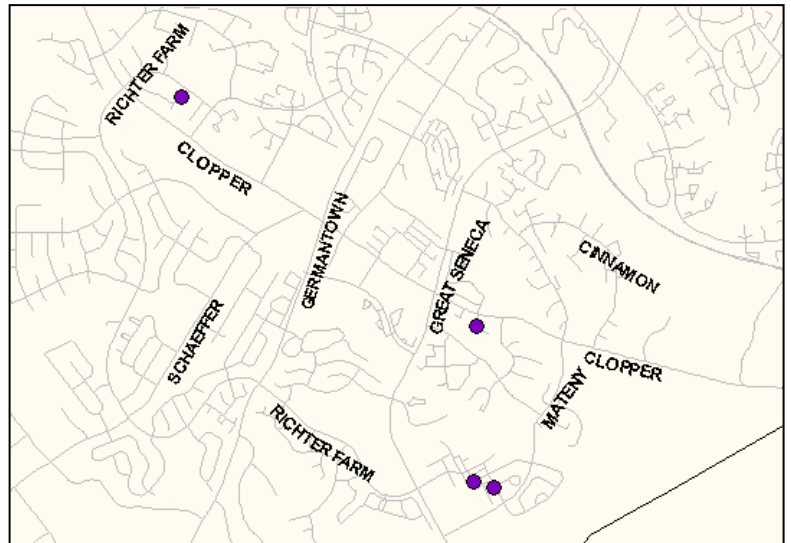 RICHTER FARM
CLOPPER
GERMANTOWN
GREAT SENECA
CINNAMON
SCHAEFFER
CLOPPER
MATENY
RICHTER FARM